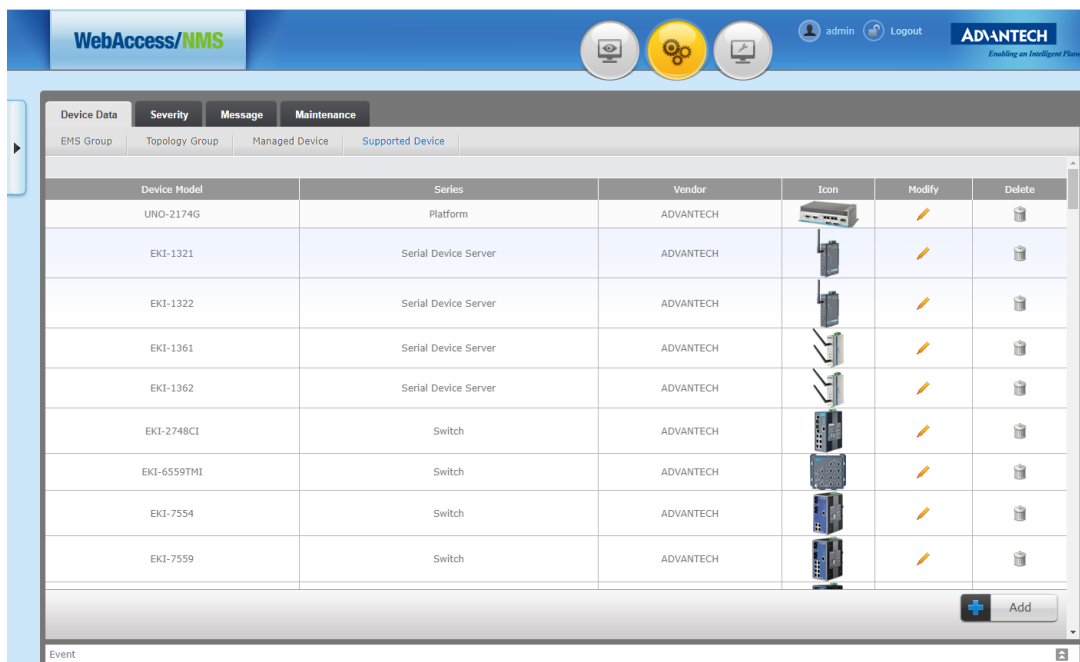 WebAccess/NMS
admin Logout
ADVANTECH
Enabling an Intelligent Plane
Device Data Severity Message Maintenance
EMS Group Topology Group Managed Device Supported Device
Device Model Series Vendor Icon Modify Delete
UNO-2174G Platform ADVANTECH
EKI-1321 Serial Device Server ADVANTECH
EKI-1322 Serial Device Server ADVANTECH
EKI-1361 Serial Device Server ADVANTECH
EKI-1362 Serial Device Server ADVANTECH
EKI-2748CI Switch ADVANTECH
EKI-6559TMI Switch ADVANTECH
EKI-7554 Switch ADVANTECH
EKI-7559 Switch ADVANTECH
Add
Event